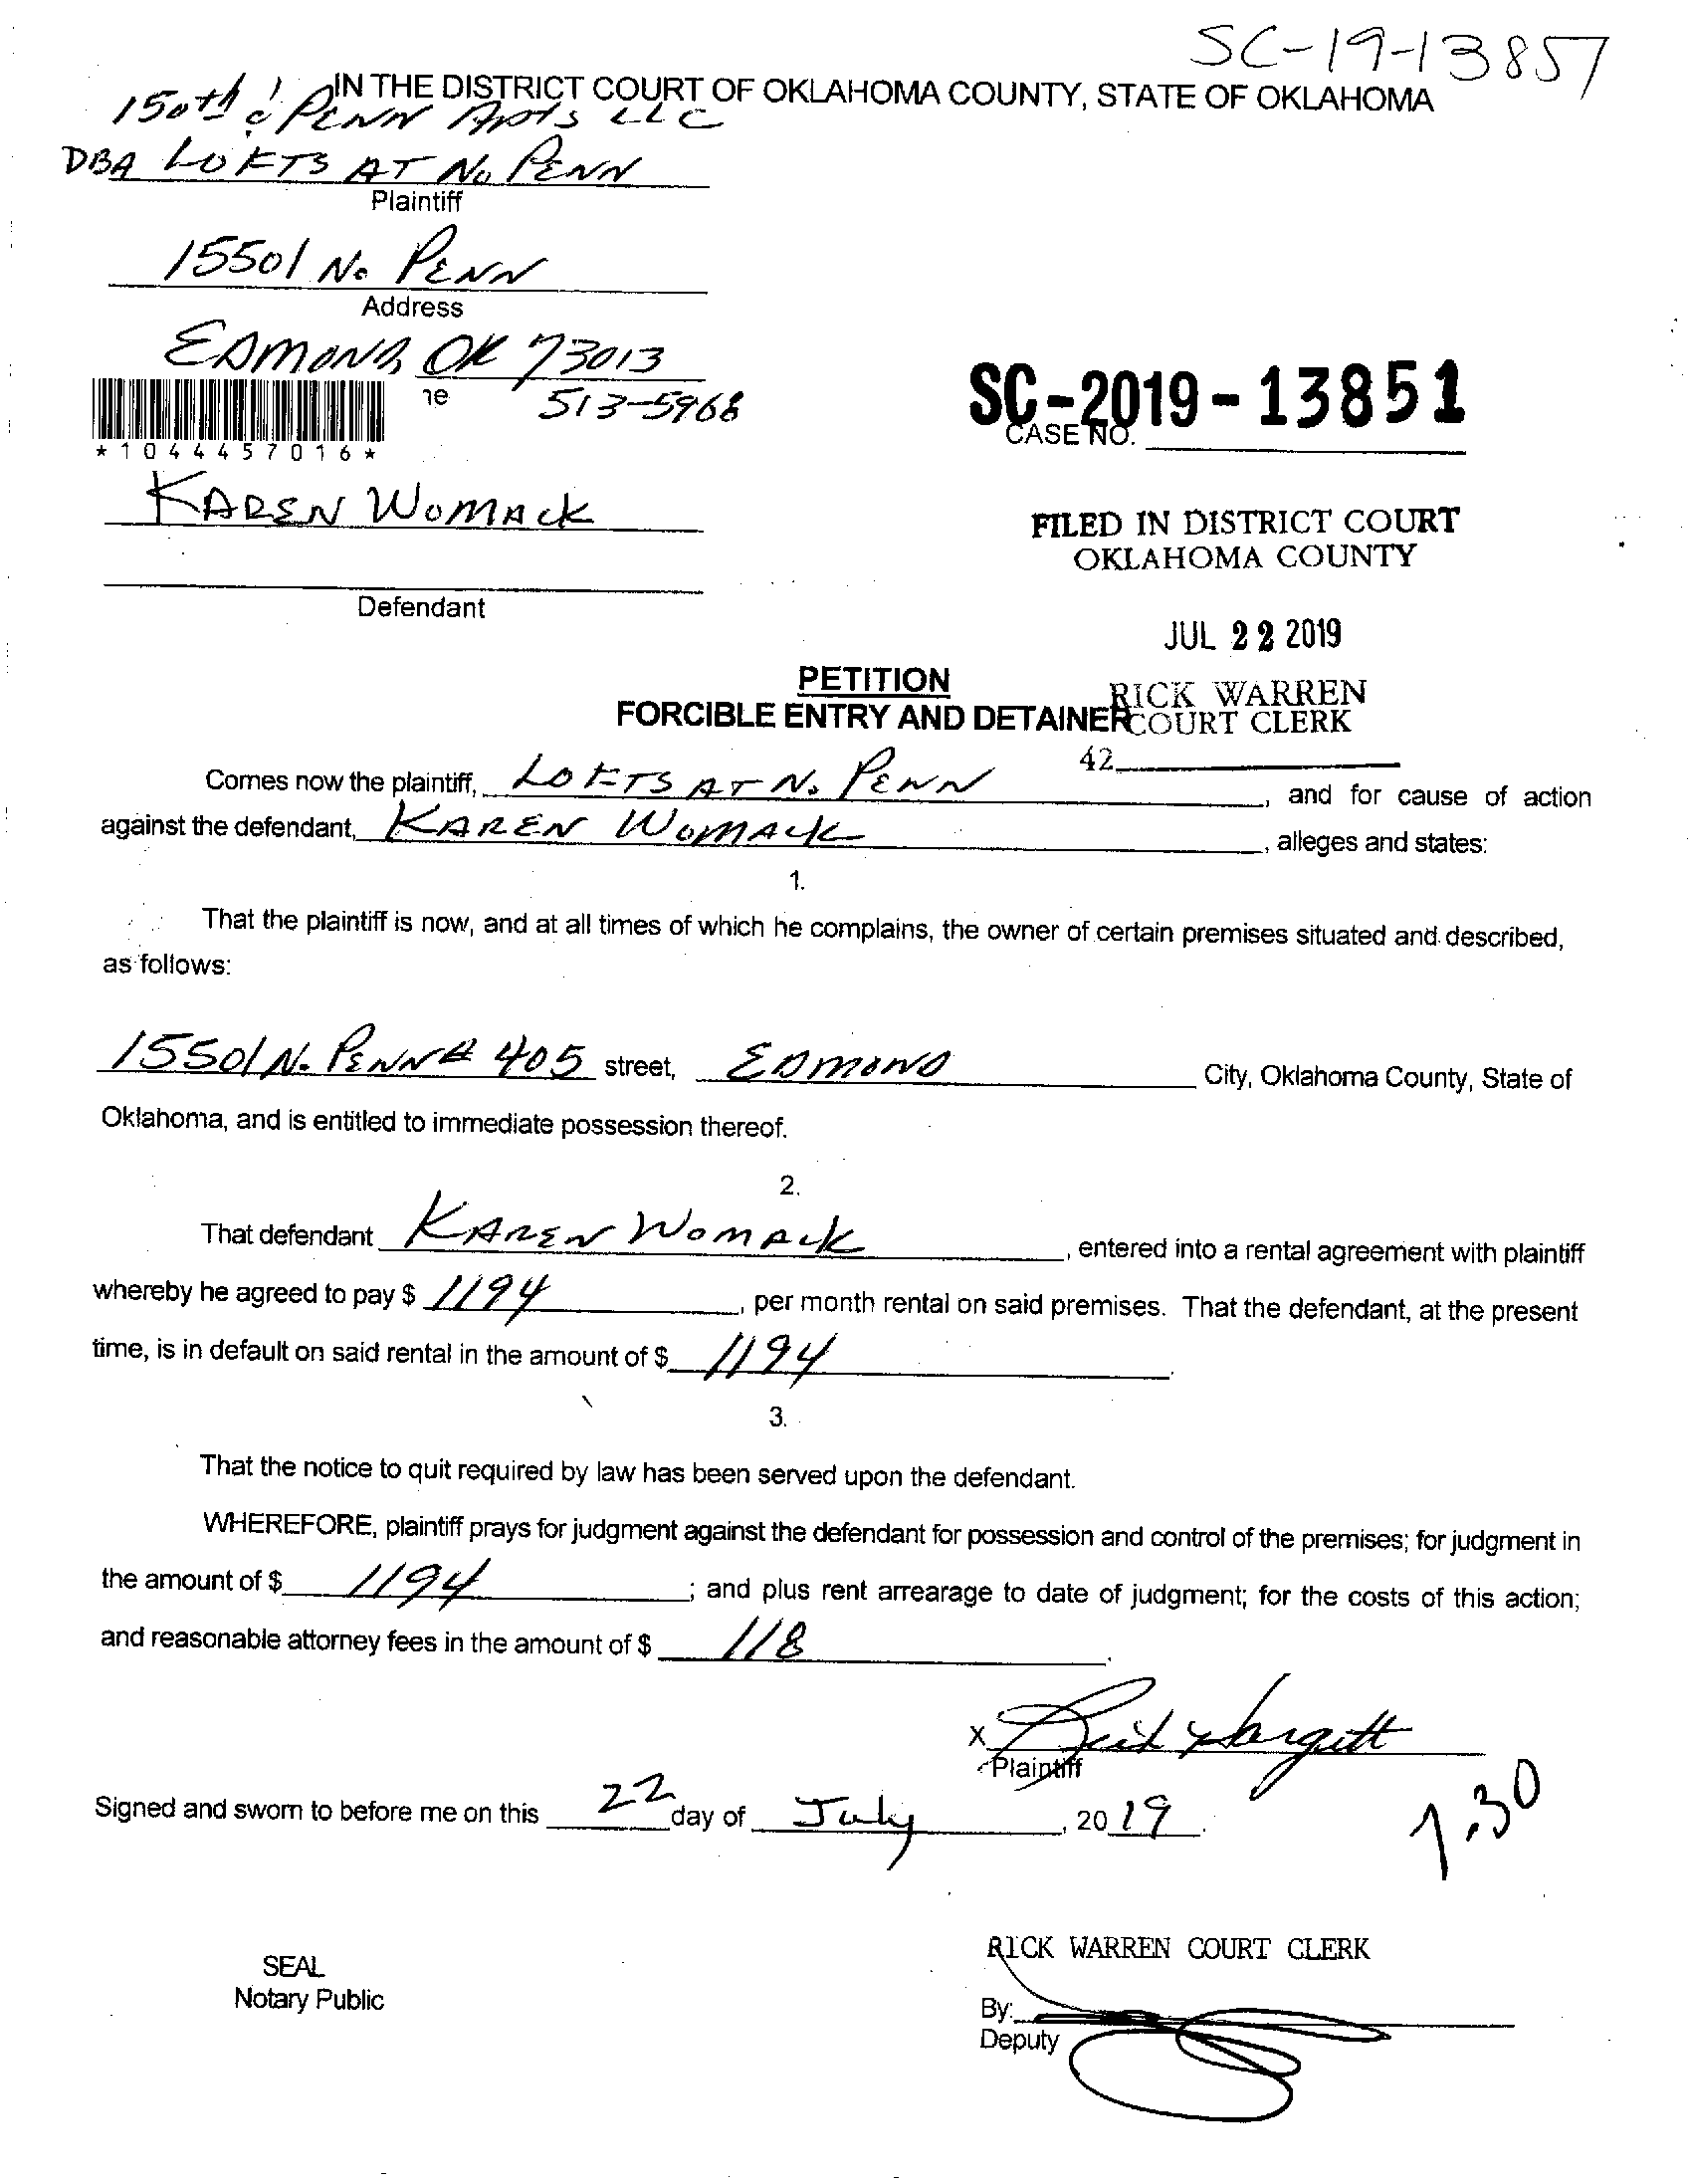 SC-19-13857
IN THE DISTRICT COURT OF OKLAHOMA COUNTY, STATE OF OKLAHOMA
150th & PENN Apts LLC
DBA LOFTS AT No PENN
Plaintiff
15501 No PENN
Address
EDMOND, OK 73013
ne 513-5968
*1044457016*
SC-2019-13851
CASE NO.
KAREN WOMACK
Defendant
FILED IN DISTRICT COURT
OKLAHOMA COUNTY
JUL 22 2019
RICK WARREN
COURT CLERK
42
PETITION
FORCIBLE ENTRY AND DETAINER
Comes now the plaintiff, LOFTS AT N. PENN, and for cause of action
against the defendant, KAREN WOMACK, alleges and states:
1.
That the plaintiff is now, and at all times of which he complains, the owner of certain premises situated and described,
as follows:
15501 N. PENN # 405 street, EDMOND City, Oklahoma County, State of
Oklahoma, and is entitled to immediate possession thereof.
2.
That defendant KAREN WOMACK, entered into a rental agreement with plaintiff
whereby he agreed to pay $ 1194, per month rental on said premises. That the defendant, at the present
time, is in default on said rental in the amount of $ 1194.
3.
That the notice to quit required by law has been served upon the defendant.
WHEREFORE, plaintiff prays for judgment against the defendant for possession and control of the premises; for judgment in
the amount of $ 1194; and plus rent arrearage to date of judgment; for the costs of this action;
and reasonable attorney fees in the amount of $ 118.
X
Plaintiff
Signed and sworn to before me on this 22 day of July, 2019.
1.30
RICK WARREN COURT CLERK
SEAL
Notary Public
By:
Deputy